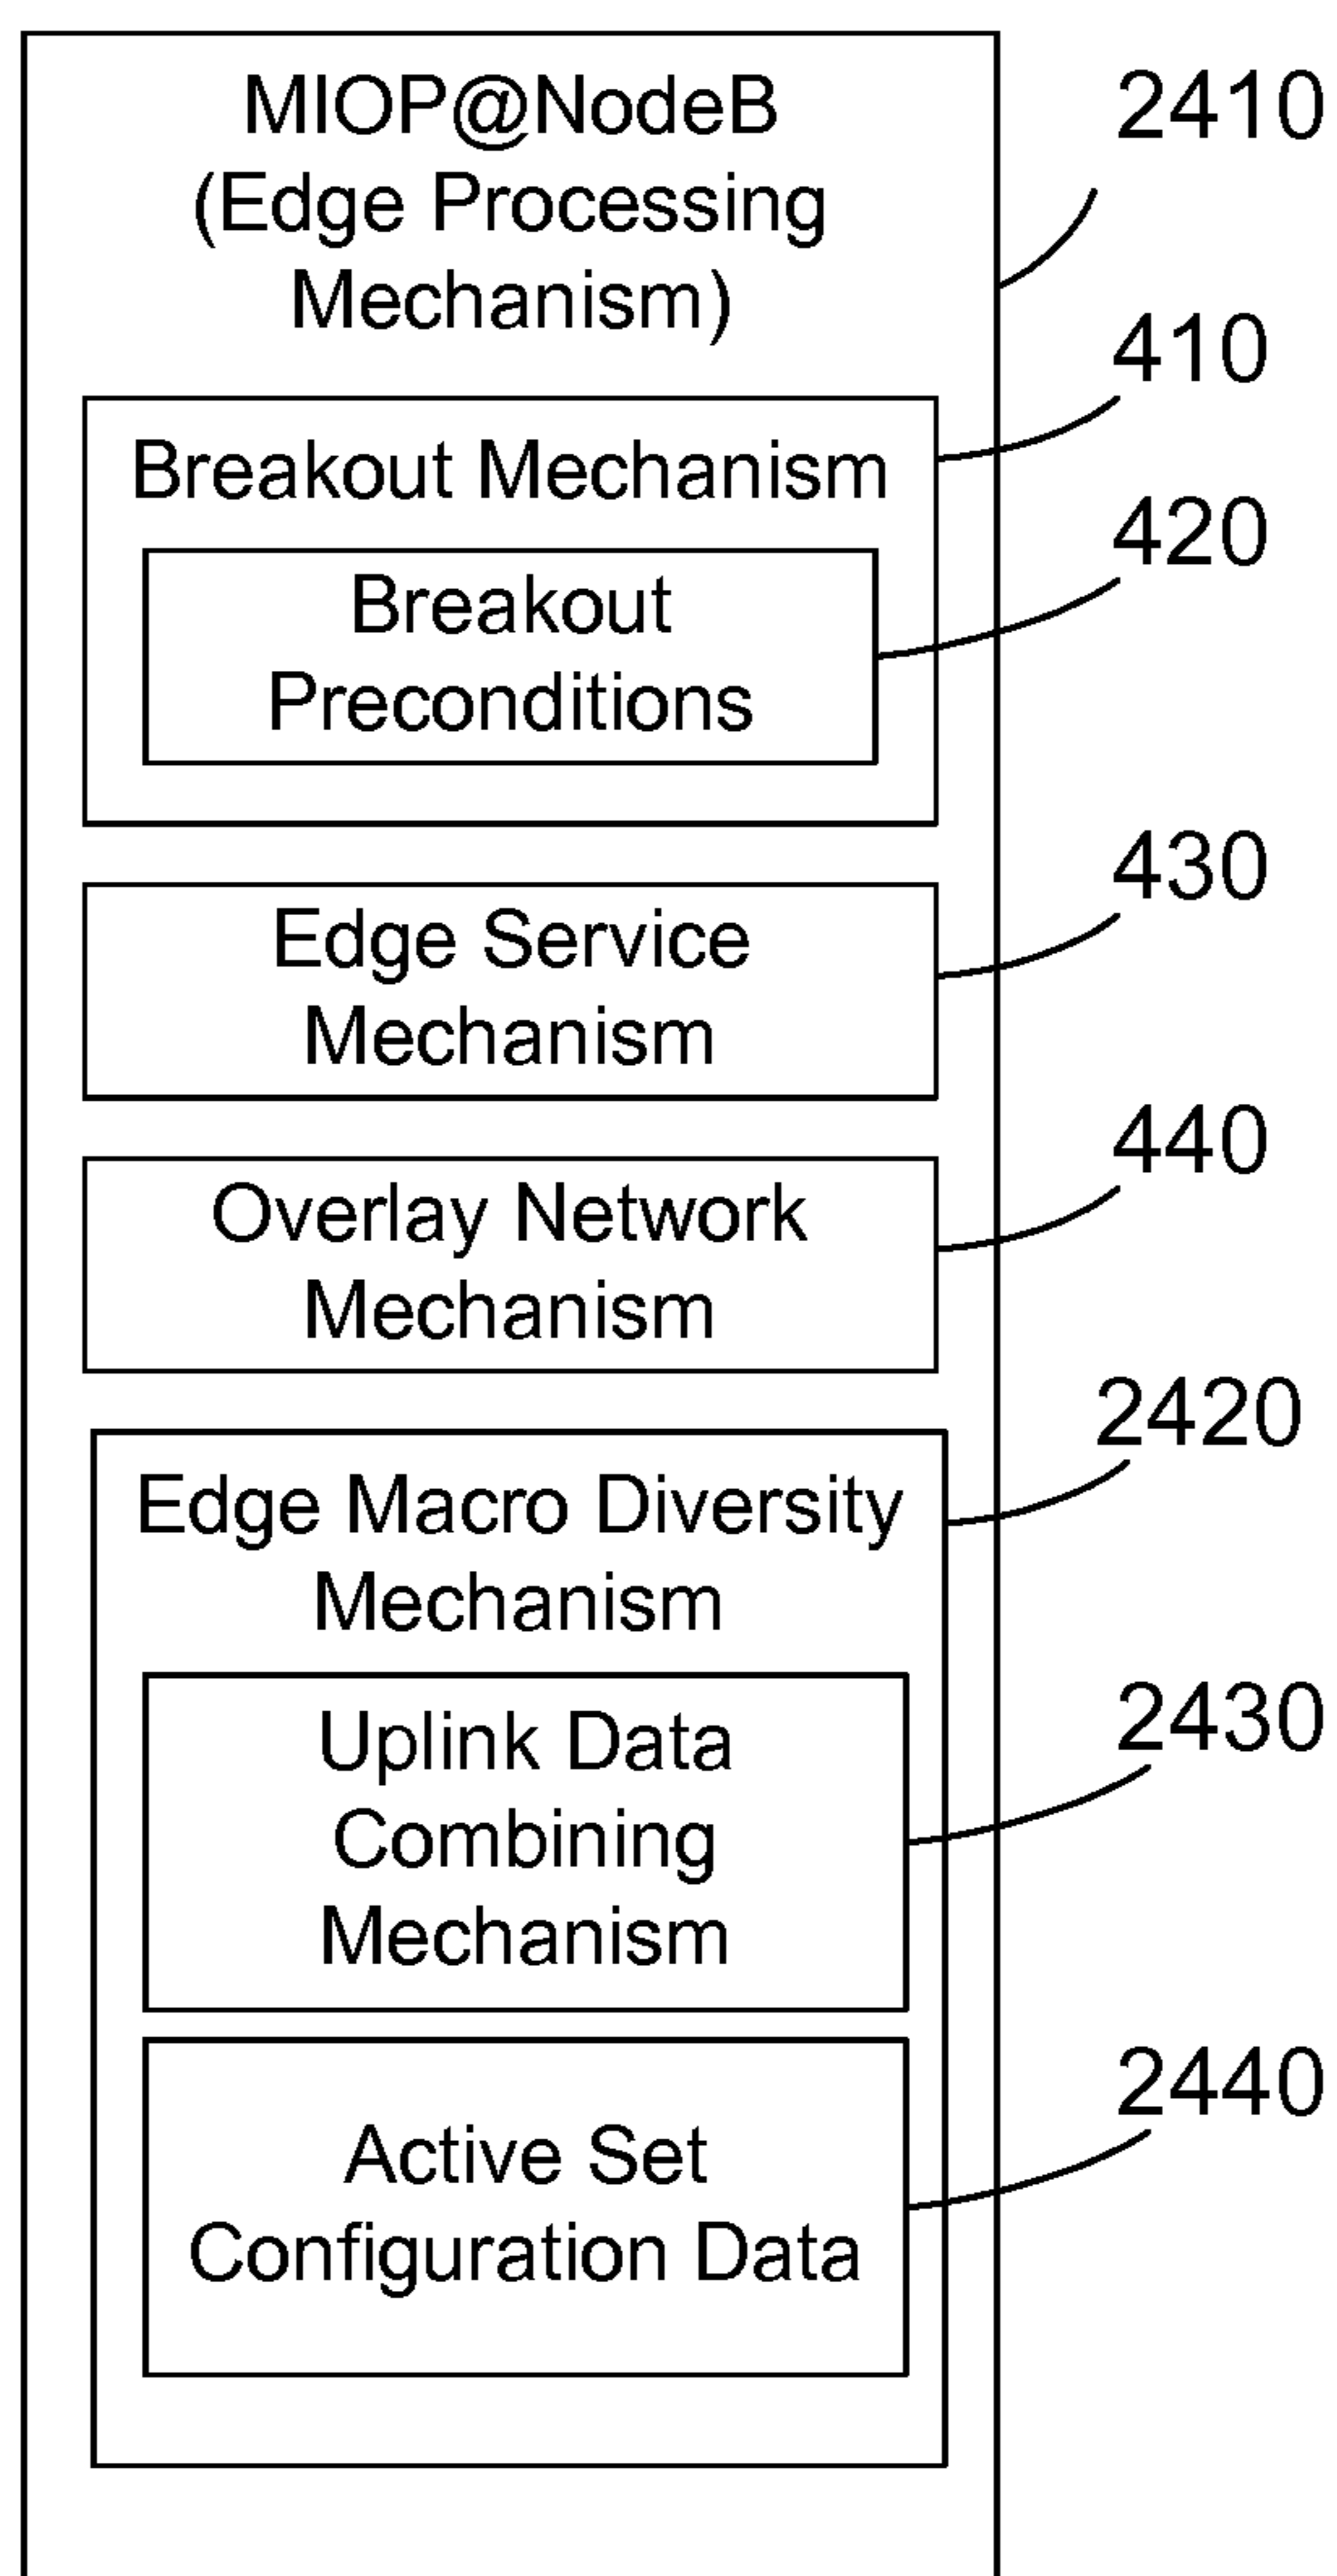 MIOP@NodeB
(Edge Processing
Mechanism)
2410
Breakout Mechanism
410
Breakout
Preconditions
420
Edge Service
Mechanism
430
Overlay Network
Mechanism
440
Edge Macro Diversity
Mechanism
2420
Uplink Data
Combining
Mechanism
2430
Active Set
Configuration Data
2440